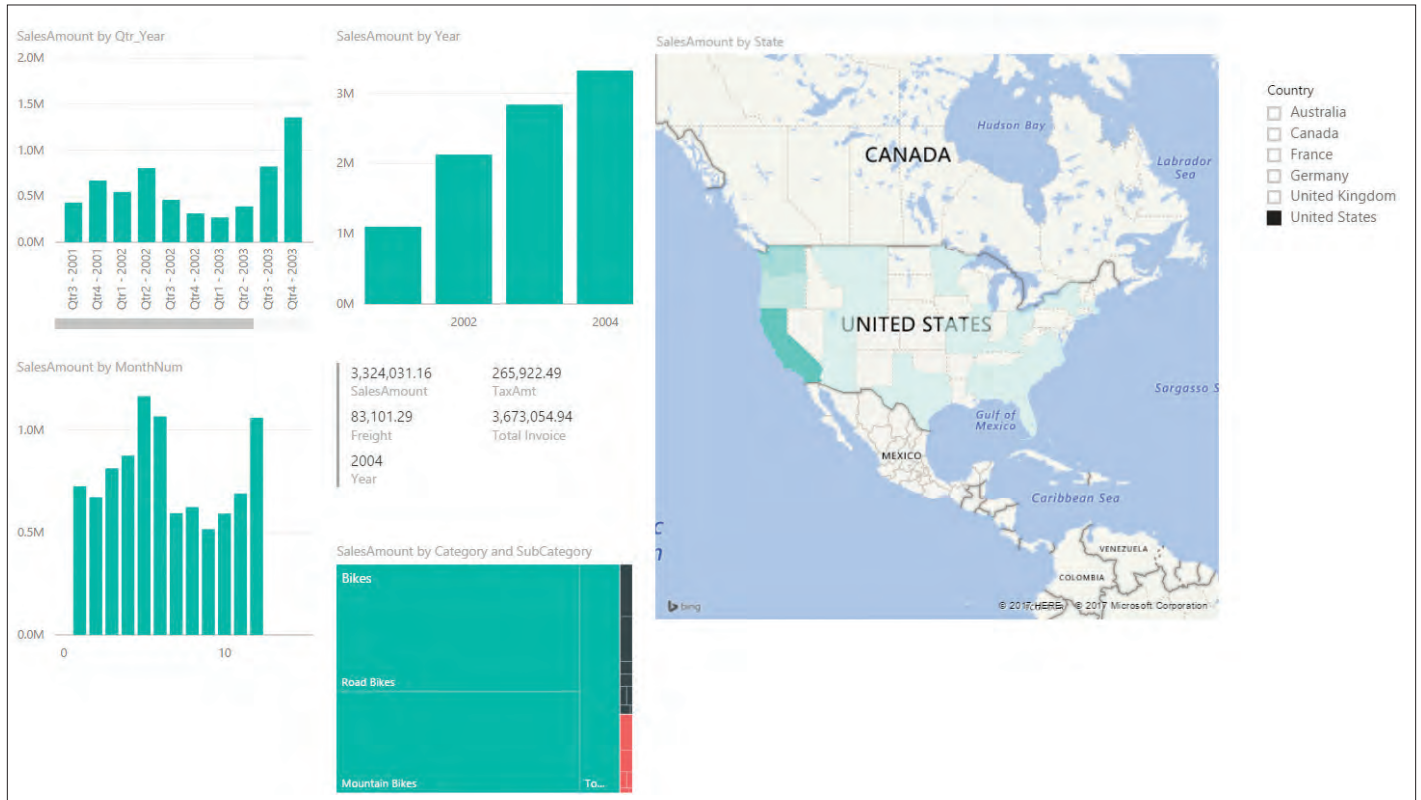 SalesAmount by Qtr_Year
2.0M
1.5M
1.0M
0.5M
0.0M
Qtr3 - 2001
Qtr4 - 2001
Qtr1 - 2002
Qtr2 - 2002
Qtr3 - 2002
Qtr4 - 2002
Qtr1 - 2003
Qtr2 - 2003
Qtr3 - 2003
Qtr4 - 2003
SalesAmount by Year
3M
2M
1M
0M
2002 2004
SalesAmount by MonthNum
1.0M
0.5M
0.0M
0 10
3,324,031.16 265,922.49
SalesAmount TaxAmt
83,101.29 3,673,054.94
Freight Total Invoice
2004
Year
SalesAmount by Category and SubCategory
Bikes
Road Bikes
Mountain Bikes To...
SalesAmount by State
Hudson Bay
CANADA
Labrador
Sea
UNITED STATES
Sargasso S
Gulf of
Mexico
MEXICO
Caribbean Sea
C
n
VENEZUELA
COLOMBIA
bing
© 2017 HERE © 2017 Microsoft Corporation
Country
Australia
Canada
France
Germany
United Kingdom
United States